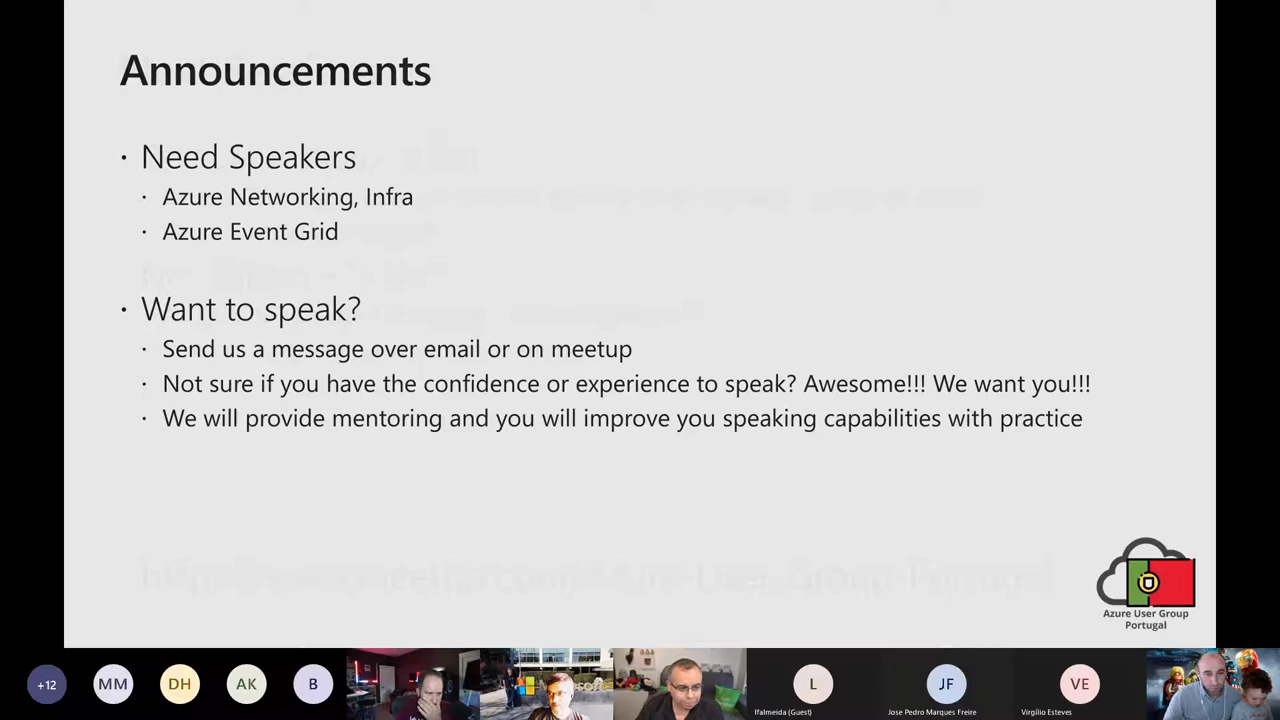 Announcements
· Need Speakers
· Azure Networking, Infra
· Azure Event Grid
· Want to speak?
· Send us a message over email or on meetup
· Not sure if you have the confidence or experience to speak? Awesome!!! We want you!!!
· We will provide mentoring and you will improve you speaking capabilities with practice
Azure User Group
Portugal
+12
MM
DH
AK
B
Microsoft
L
JF
VE
lfalmeida (Guest)
Jose Pedro Marques Freire
Virgílio Esteves